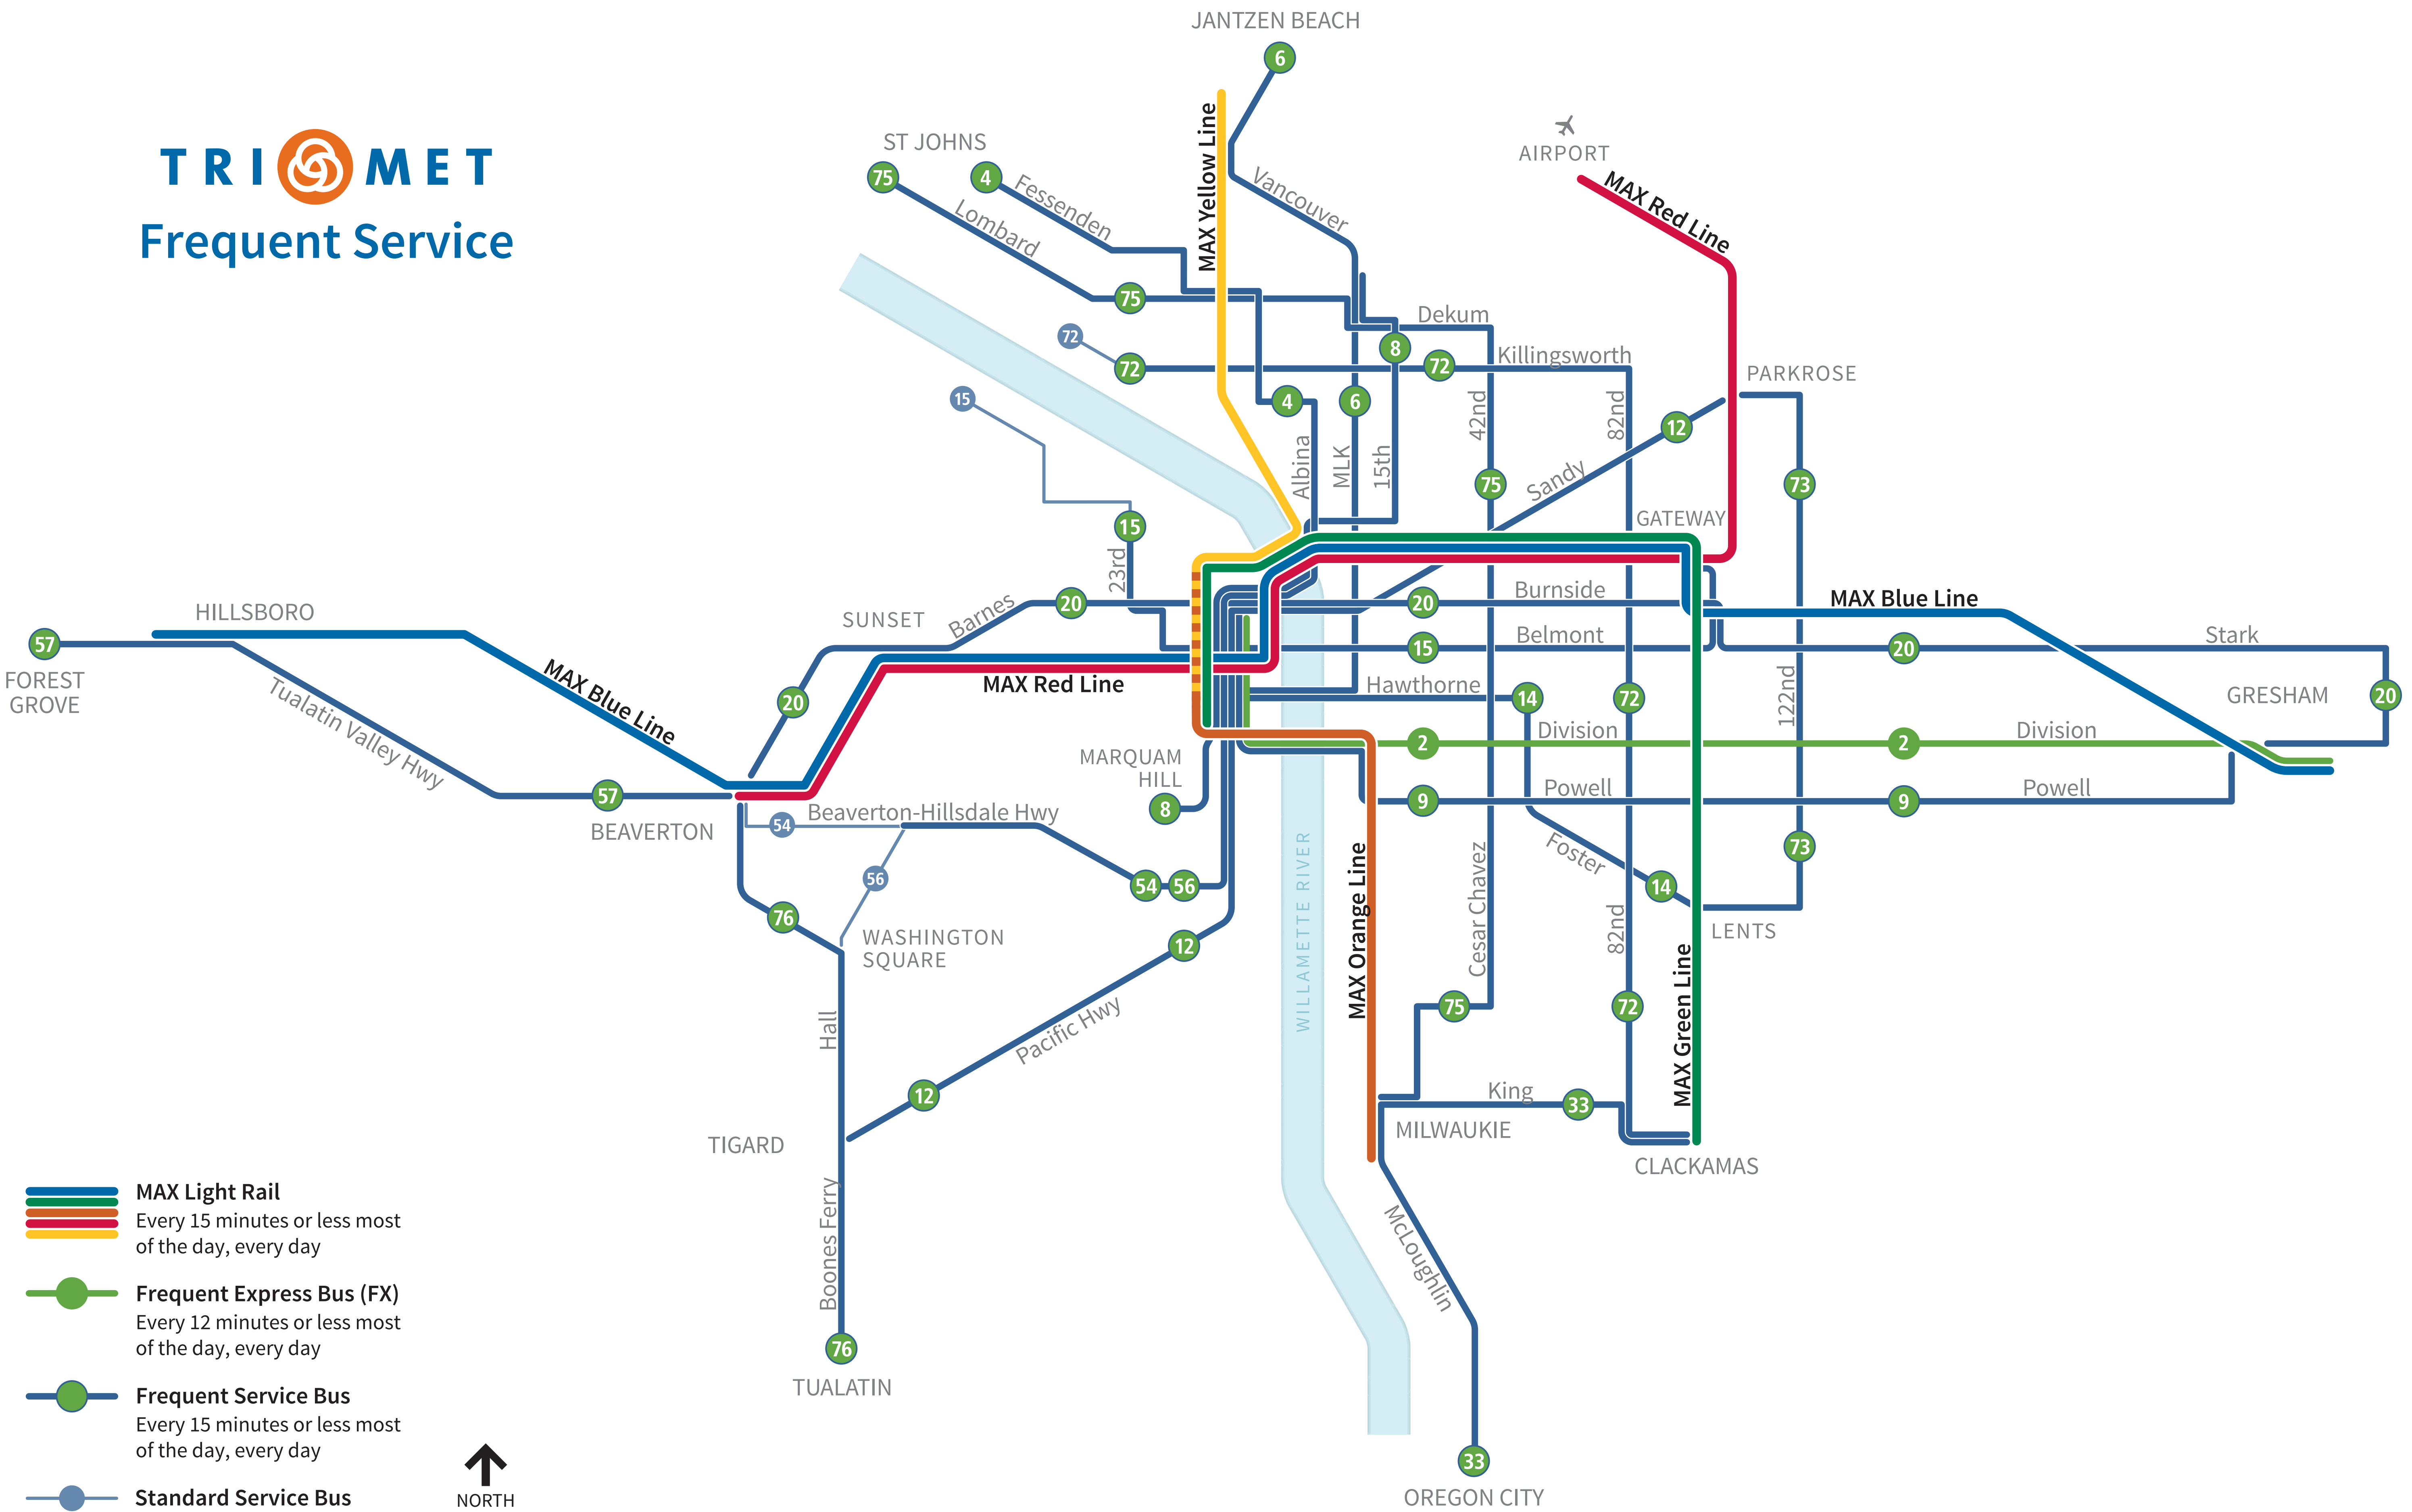 JANTZEN BEACH
6
TRI MET
Frequent Service
ST JOHNS
75
4
Fessenden
Lombard
MAX Yellow Line
Vancouver
AIRPORT
MAX Red Line
75
72
72
Dekum
8
72
Killingsworth
PARKROSE
15
4
6
42nd
82nd
12
Albina
MLK
15th
75
Sandy
73
15
23rd
GATEWAY
HILLSBORO
SUNSET
Barnes
20
20
Burnside
MAX Blue Line
57
FOREST
GROVE
15
Belmont
20
Stark
Tualatin Valley Hwy
MAX Blue Line
20
MAX Red Line
Hawthorne
14
72
122nd
GRESHAM
20
MARQUAM
HILL
8
2
Division
2
Division
57
BEAVERTON
54
Beaverton-Hillsdale Hwy
9
Powell
9
Powell
56
54
56
WILLAMETTE RIVER
MAX Orange Line
Cesar Chavez
Foster
14
73
76
WASHINGTON
SQUARE
12
82nd
LENTS
Hall
Pacific Hwy
75
72
MAX Green Line
12
King
33
TIGARD
MILWAUKIE
CLACKAMAS
Boones Ferry
McLoughlin
76
TUALATIN
33
OREGON CITY
MAX Light Rail
Every 15 minutes or less most
of the day, every day
Frequent Express Bus (FX)
Every 12 minutes or less most
of the day, every day
Frequent Service Bus
Every 15 minutes or less most
of the day, every day
Standard Service Bus
NORTH